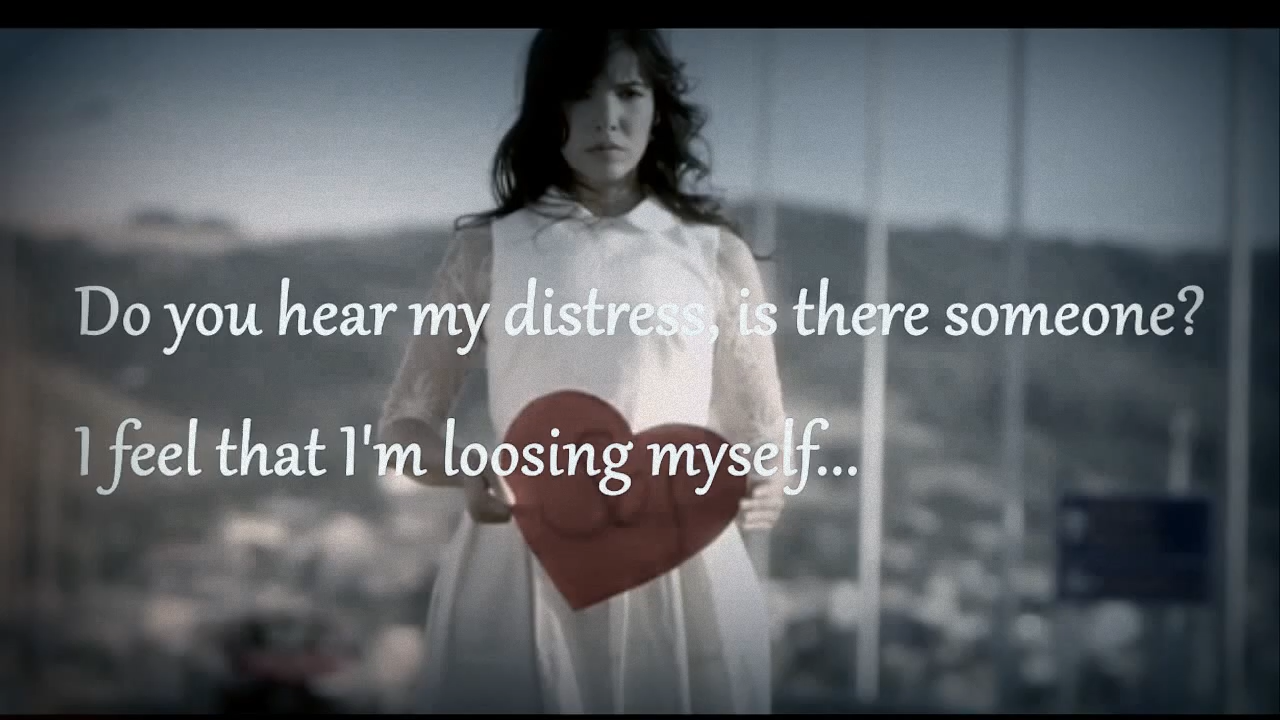 Do you hear my distress, is there someone?
I feel that I'm loosing myself...